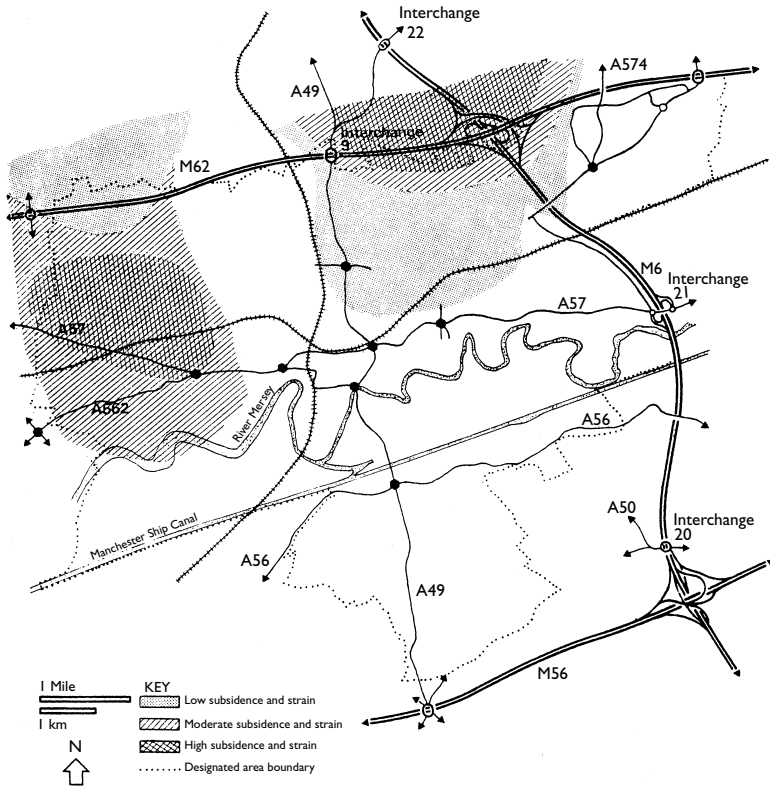 Interchange
22
A49
A574
Interchange
9
M62
M6
Interchange
21
A57
A57
A562
River Mersey
A56
A50
Interchange
20
Manchester Ship Canal
A56
A49
M56
1 Mile
1 km
N
KEY
Low subsidence and strain
Moderate subsidence and strain
High subsidence and strain
Designated area boundary